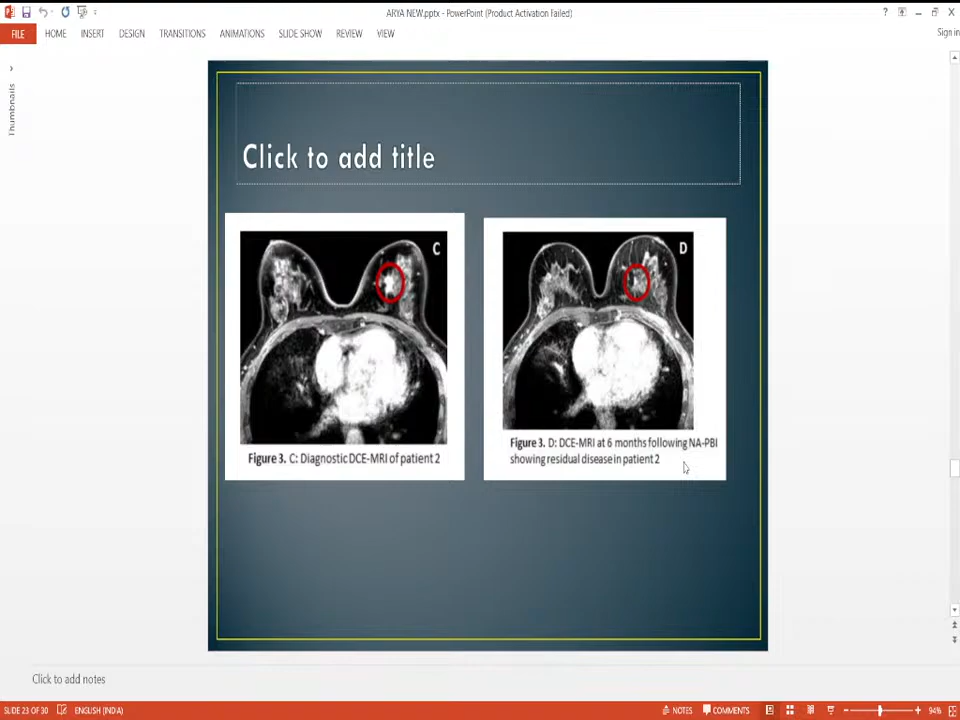 ARYA NEW.pptx - PowerPoint (Product Activation Failed)
FILE HOME INSERT DESIGN TRANSITIONS ANIMATIONS SLIDE SHOW REVIEW VIEW
Sign in
Thumbnails
Click to add title
C
D
Figure 3. C: Diagnostic DCE-MRI of patient 2
Figure 3. D: DCE-MRI at 6 months following NA-PBI
showing residual disease in patient 2
Click to add notes
SLIDE 23 OF 30 ENGLISH (INDIA) NOTES COMMENTS 94%